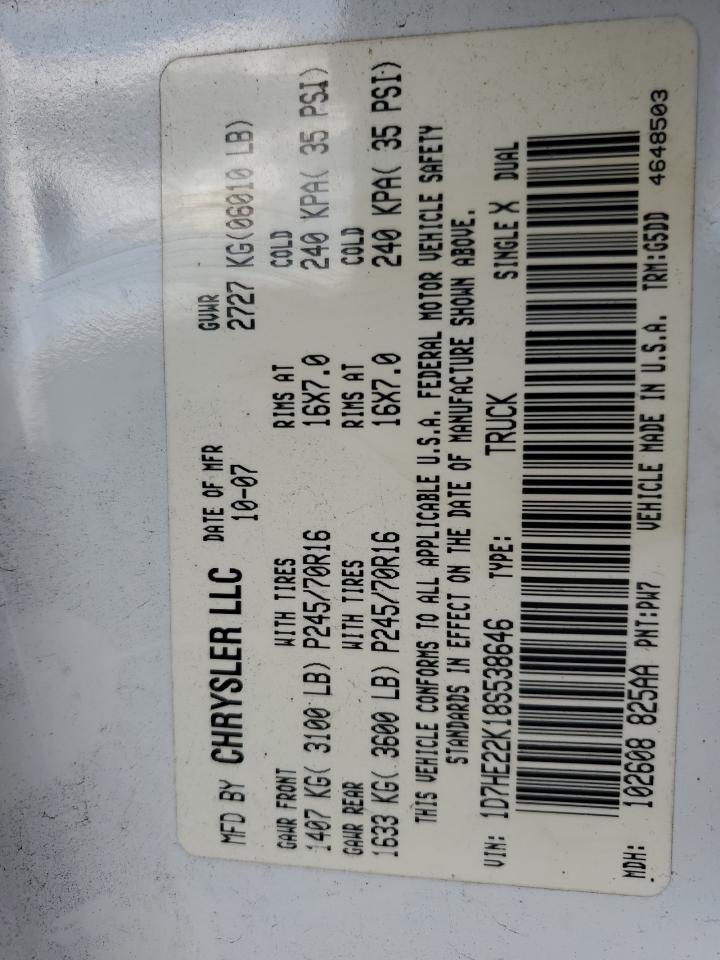 MFD BY CHRYSLER LLC DATE OF MFR GVWR
10-07 2727 KG(06010 LB)
GAWR FRONT WITH TIRES RIMS AT COLD
1407 KG( 3100 LB) P245/70R16 16X7.0 240 KPA( 35 PSI)
GAWR REAR WITH TIRES RIMS AT COLD
1633 KG( 3600 LB) P245/70R16 16X7.0 240 KPA( 35 PSI)
THIS VEHICLE CONFORMS TO ALL APPLICABLE U.S.A. FEDERAL MOTOR VEHICLE SAFETY
STANDARDS IN EFFECT ON THE DATE OF MANUFACTURE SHOWN ABOVE.
VIN: 1D7HE22K18S538646 TYPE: TRUCK SINGLE X DUAL
MDH: 102608 825AA PNT:PW7 VEHICLE MADE IN U.S.A. TRM:G5DD 4648503